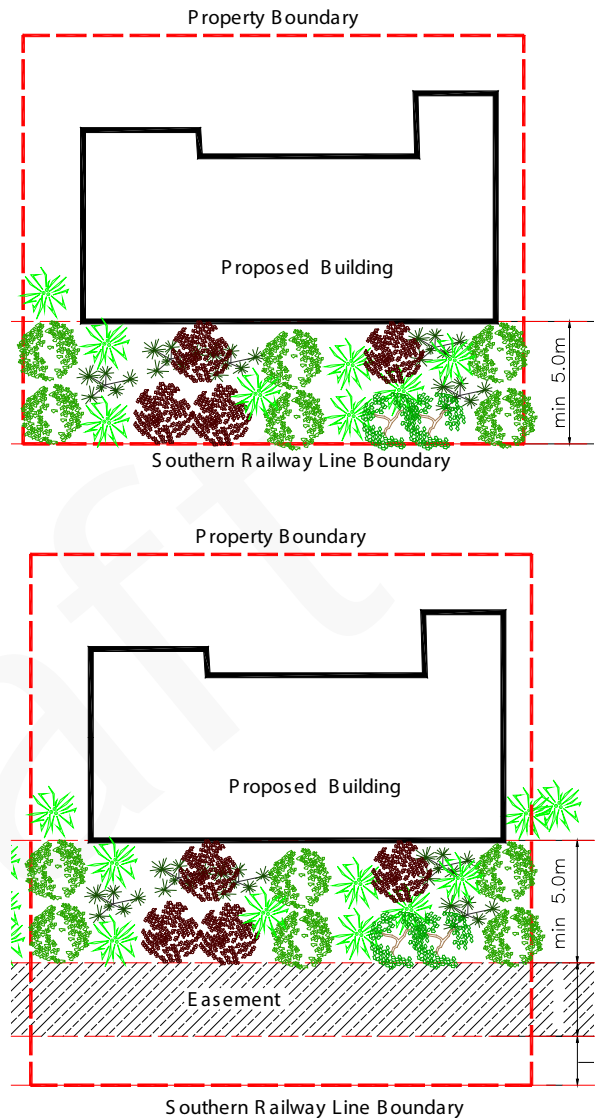 Property Boundary
Proposed Building
min 5.0m
Southern Railway Line Boundary
Property Boundary
Proposed Building
min 5.0m
Easement
Southern Railway Line Boundary